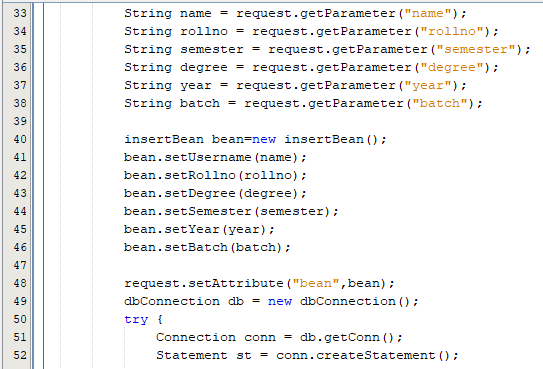 33 String name = request.getParameter("name");
34 String rollno = request.getParameter("rollno");
35 String semester = request.getParameter("semester");
36 String degree = request.getParameter("degree");
37 String year = request.getParameter("year");
38 String batch = request.getParameter("batch");
39
40 insertBean bean=new insertBean();
41 bean.setUsername(name);
42 bean.setRollno(rollno);
43 bean.setDegree(degree);
44 bean.setSemester(semester);
45 bean.setYear(year);
46 bean.setBatch(batch);
47
48 request.setAttribute("bean",bean);
49 dbConnection db = new dbConnection();
50 try {
51 Connection conn = db.getConn();
52 Statement st = conn.createStatement();